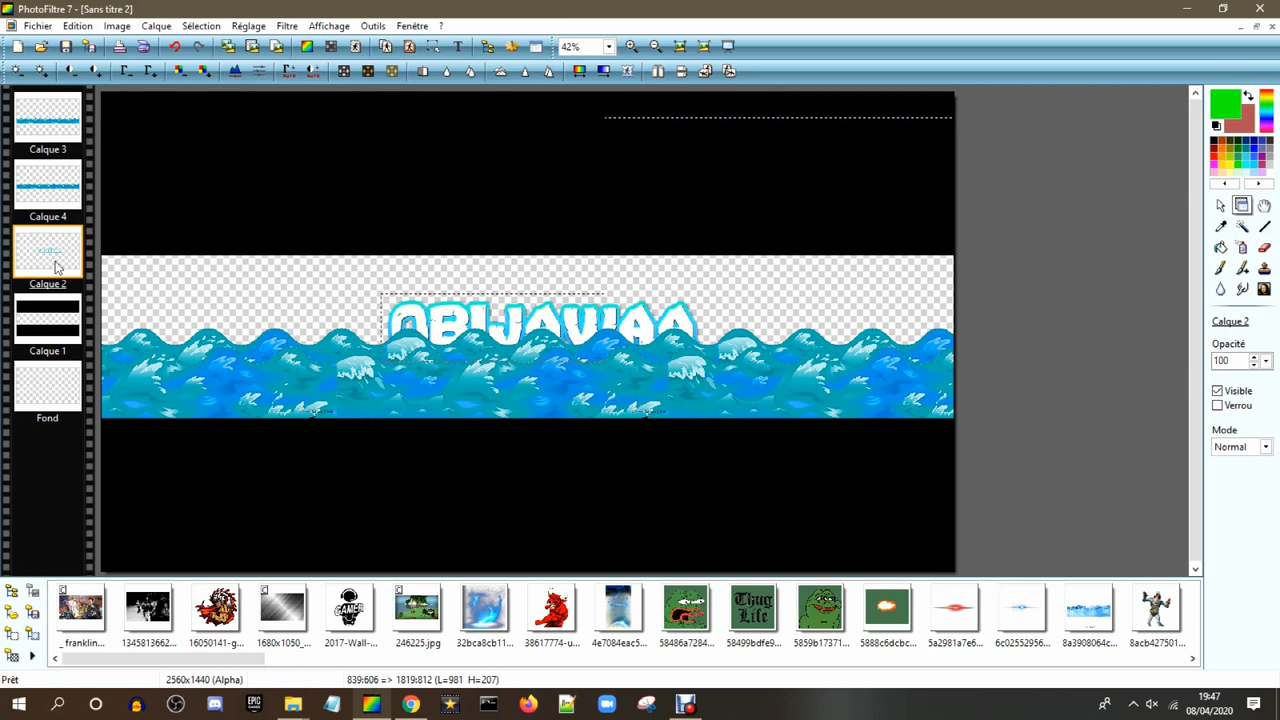 PhotoFiltre 7 - [Sans titre 2]
Fichier Edition Image Calque Sélection Réglage Filtre Affichage Outils Fenêtre ?
42%
Calque 3
Calque 4
Calque 2
Calque 1
Fond
OBIJAWAA
Calque 2
Opacité
100
Visible
Verrou
Mode
Normal
GAMER
Thug
Life
_franklin... 1345813662... 16050141-g... 1680x1050_... 2017-Wall-... 246225.jpg 32bca8cb11... 38617774-u... 4e7084eac5... 58486a7284... 58499bdfe9... 5859b17371... 5888c6dcbc... 5a2981a7e6... 6c02552956... 8a3908064c... 8acb427501...
Prêt 2560x1440 (Alpha) 839:606 => 1819:812 (L=981 H=207)
EPIC
GAMES
19:47
08/04/2020